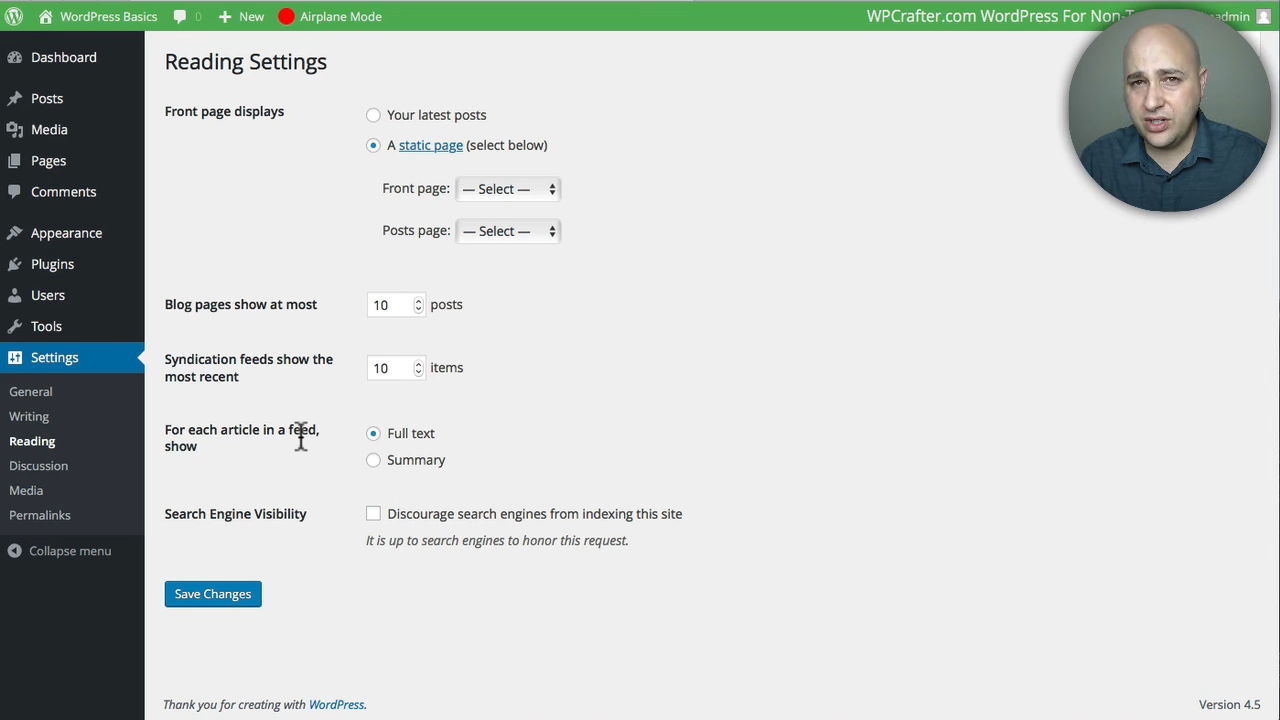 WordPress Basics 0 New Airplane Mode WPCrafter.com WordPress For Non- admin
Dashboard
Posts
Media
Pages
Comments
Appearance
Plugins
Users
Tools
Settings
General
Writing
Reading
Discussion
Media
Permalinks
Collapse menu
Reading Settings
Front page displays
Your latest posts
A static page (select below)
Front page: — Select —
Posts page: — Select —
Blog pages show at most 10 posts
Syndication feeds show the
most recent
10 items
For each article in a feed,
show
Full text
Summary
Search Engine Visibility
Discourage search engines from indexing this site
It is up to search engines to honor this request.
Save Changes
Thank you for creating with WordPress.
Version 4.5